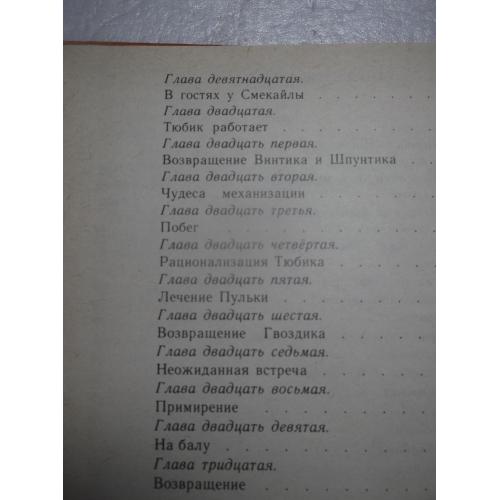 Глава девятнадцатая.
В гостях у Смекайлы . . . . . . . .
Глава двадцатая.
Тюбик работает . . . . . . . . . .
Глава двадцать первая.
Возвращение Винтика и Шпунтика . .
Глава двадцать вторая.
Чудеса механизации . . . . . . . .
Глава двадцать третья.
Побег . . . . . . . . . . . . .
Глава двадцать четвёртая.
Рационализация Тюбика . . . . . .
Глава двадцать пятая.
Лечение Пульки . . . . . . . . .
Глава двадцать шестая.
Возвращение Гвоздика . . . . . .
Глава двадцать седьмая.
Неожиданная встреча . . . . . . .
Глава двадцать восьмая.
Примирение . . . . . . . . . .
Глава двадцать девятая.
На балу . . . . . . . . . . . .
Глава тридцатая.
Возвращение . . . . . . . . . .